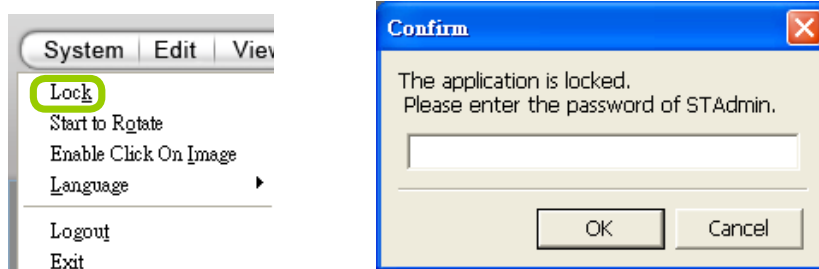 System Edit View
Lock
Start to Rotate
Enable Click On Image
Language
Logout
Exit
Confirm
The application is locked.
Please enter the password of STAdmin.
OK Cancel